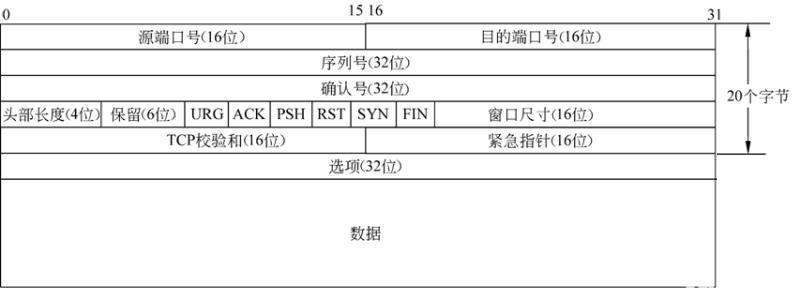 0 15 16 31
源端口号(16位) 目的端口号(16位)
序列号(32位)
确认号(32位)
20个字节
头部长度(4位) 保留(6位) URG ACK PSH RST SYN FIN 窗口尺寸(16位)
TCP校验和(16位) 紧急指针(16位)
选项(32位)
数据